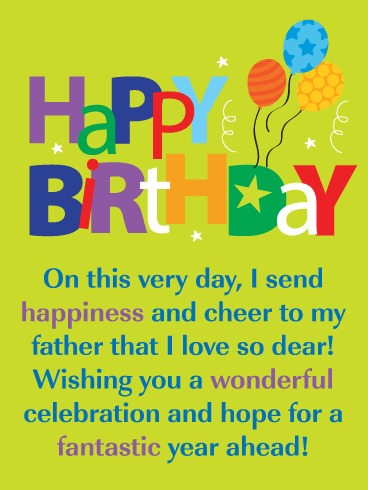 HaPPY
BiRtHDaY
On this very day, I send
happiness and cheer to my
father that I love so dear!
Wishing you a wonderful
celebration and hope for a
fantastic year ahead!